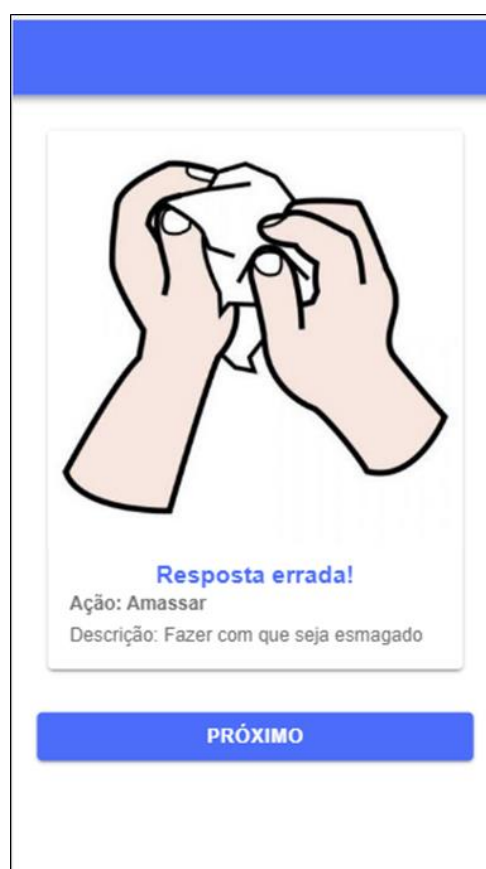 Resposta errada!
Ação: Amassar
Descrição: Fazer com que seja esmagado
PRÓXIMO